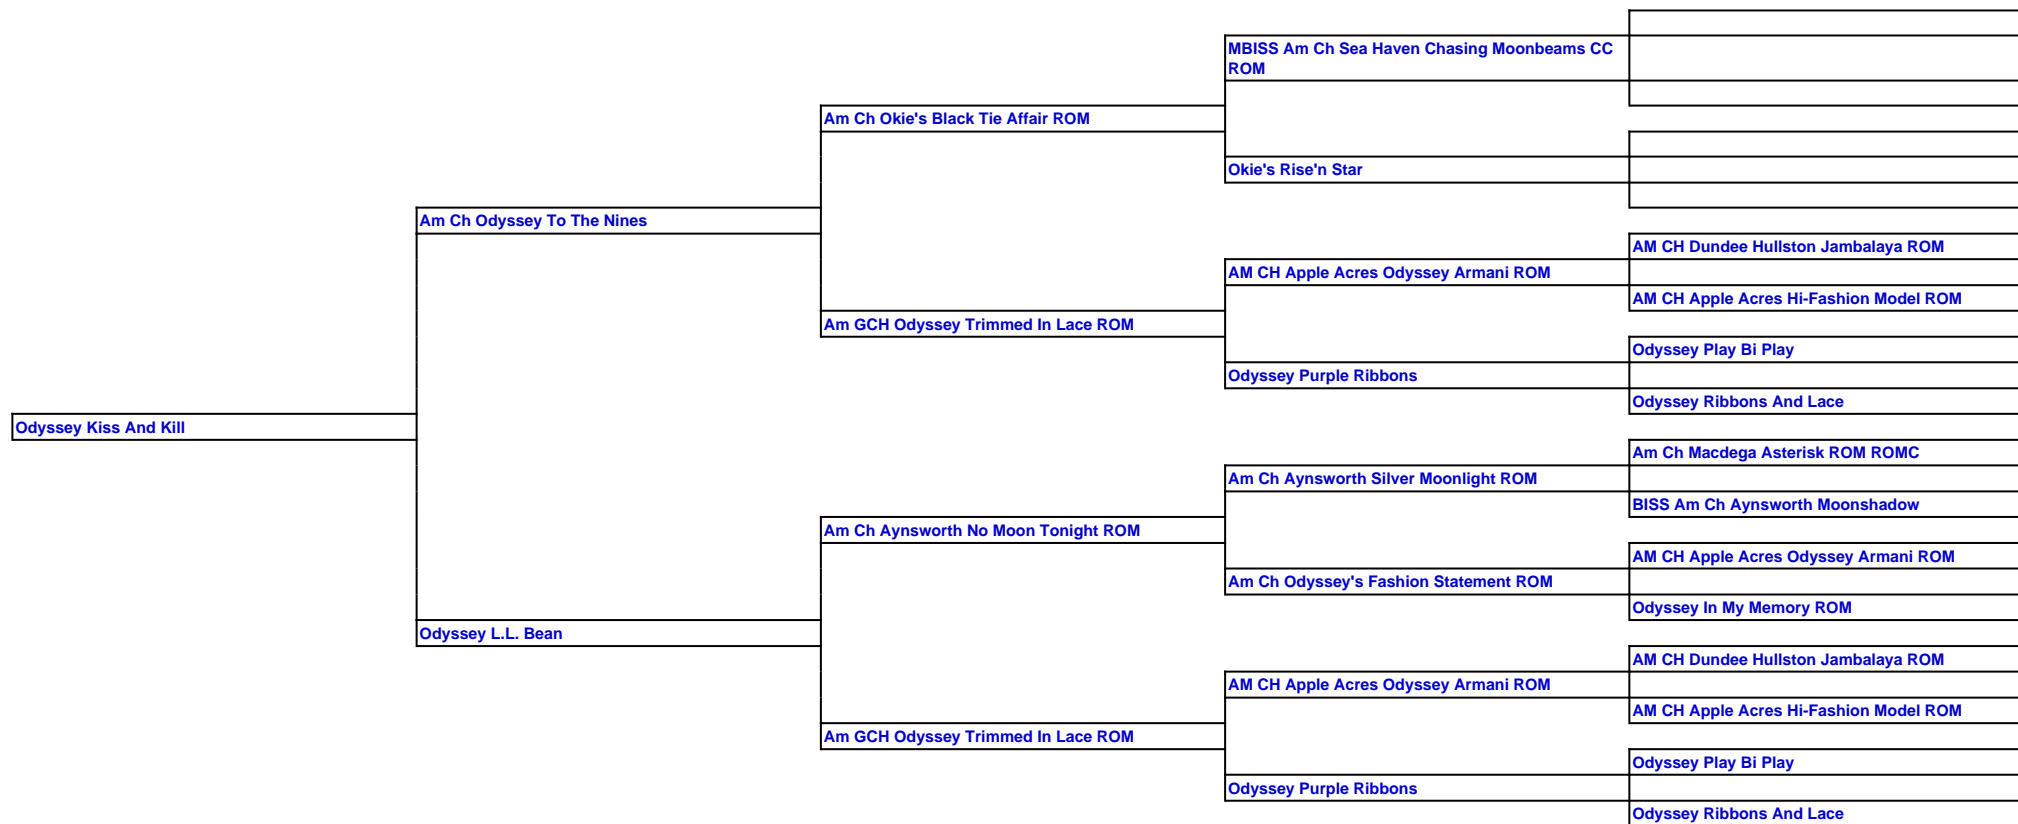 MBISS Am Ch Sea Haven Chasing Moonbeams CC
ROM
Am Ch Okie's Black Tie Affair ROM
Okie's Rise'n Star
Am Ch Odyssey To The Nines
AM CH Dundee Hullston Jambalaya ROM
AM CH Apple Acres Odyssey Armani ROM
AM CH Apple Acres Hi-Fashion Model ROM
Am GCH Odyssey Trimmed In Lace ROM
Odyssey Play Bi Play
Odyssey Purple Ribbons
Odyssey Ribbons And Lace
Odyssey Kiss And Kill
Am Ch Macdega Asterisk ROM ROMC
Am Ch Aynsworth Silver Moonlight ROM
BISS Am Ch Aynsworth Moonshadow
Am Ch Aynsworth No Moon Tonight ROM
AM CH Apple Acres Odyssey Armani ROM
Am Ch Odyssey's Fashion Statement ROM
Odyssey In My Memory ROM
Odyssey L.L. Bean
AM CH Dundee Hullston Jambalaya ROM
AM CH Apple Acres Odyssey Armani ROM
AM CH Apple Acres Hi-Fashion Model ROM
Am GCH Odyssey Trimmed In Lace ROM
Odyssey Play Bi Play
Odyssey Purple Ribbons
Odyssey Ribbons And Lace